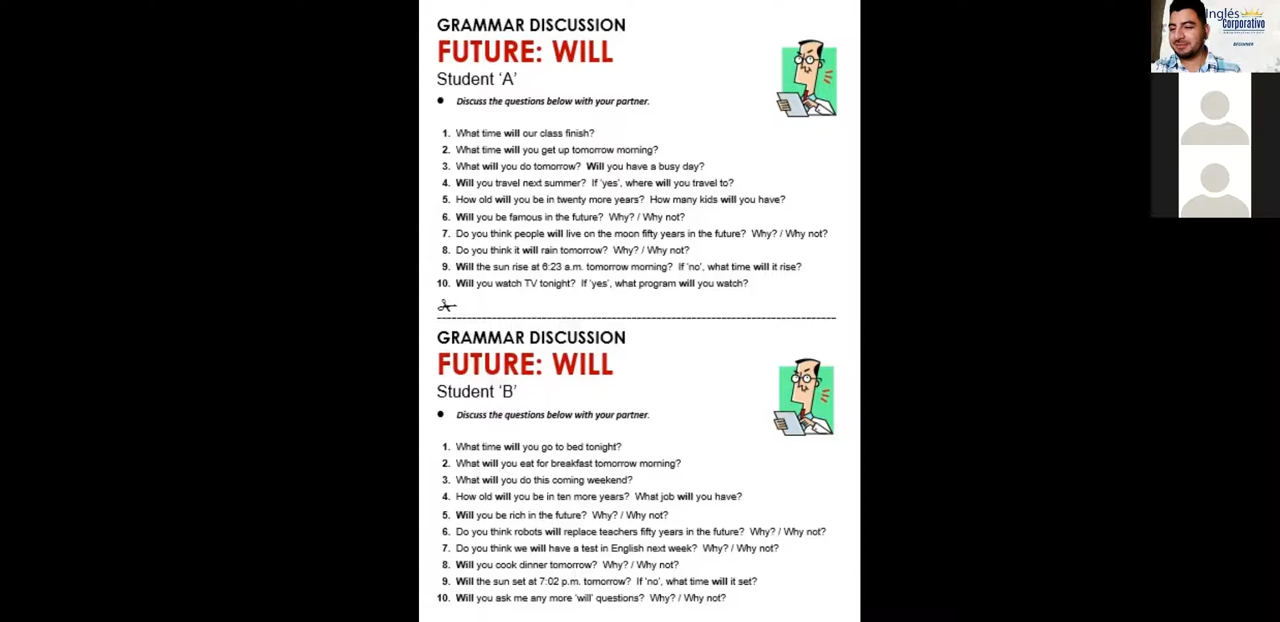 GRAMMAR DISCUSSION
FUTURE: WILL
Student 'A'
● Discuss the questions below with your partner.
1. What time will our class finish?
2. What time will you get up tomorrow morning?
3. What will you do tomorrow? Will you have a busy day?
4. Will you travel next summer? If 'yes', where will you travel to?
5. How old will you be in twenty more years? How many kids will you have?
6. Will you be famous in the future? Why? / Why not?
7. Do you think people will live on the moon fifty years in the future? Why? / Why not?
8. Do you think it will rain tomorrow? Why? / Why not?
9. Will the sun rise at 6:23 a.m. tomorrow morning? If 'no', what time will it rise?
10. Will you watch TV tonight? If 'yes', what program will you watch?
GRAMMAR DISCUSSION
FUTURE: WILL
Student 'B'
● Discuss the questions below with your partner.
1. What time will you go to bed tonight?
2. What will you eat for breakfast tomorrow morning?
3. What will you do this coming weekend?
4. How old will you be in ten more years? What job will you have?
5. Will you be rich in the future? Why? / Why not?
6. Do you think robots will replace teachers fifty years in the future? Why? / Why not?
7. Do you think we will have a test in English next week? Why? / Why not?
8. Will you cook dinner tomorrow? Why? / Why not?
9. Will the sun set at 7:02 p.m. tomorrow? If 'no', what time will it set?
10. Will you ask me any more 'will' questions? Why? / Why not?
Inglés
Corporativo
BEGINNER